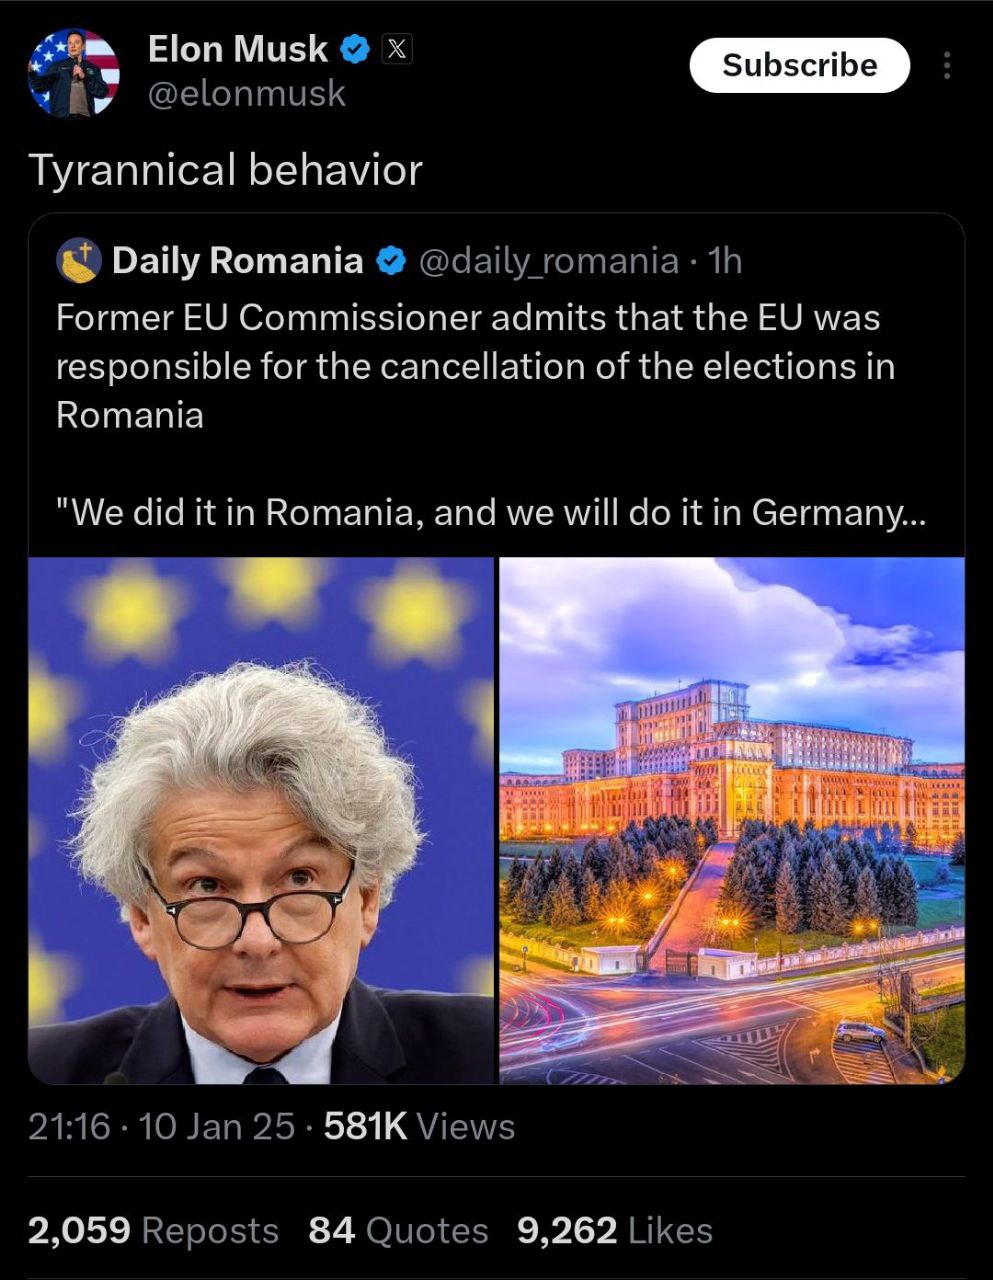 Elon Musk
@elonmusk
Subscribe
Tyrannical behavior
Daily Romania @daily_romania · 1h
Former EU Commissioner admits that the EU was
responsible for the cancellation of the elections in
Romania
"We did it in Romania, and we will do it in Germany...
21:16 · 10 Jan 25 · 581K Views
2,059 Reposts 84 Quotes 9,262 Likes